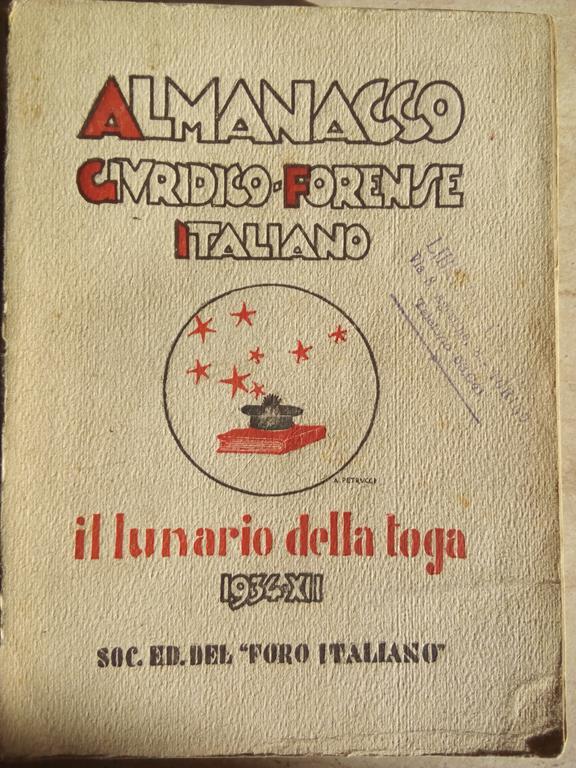 ALMANACCO
GIVRIDICO-FORENSE
ITALIANO
A. PETRUCCI
il lunario della toga
1934-XII
SOC. ED. DEL "FORO ITALIANO"